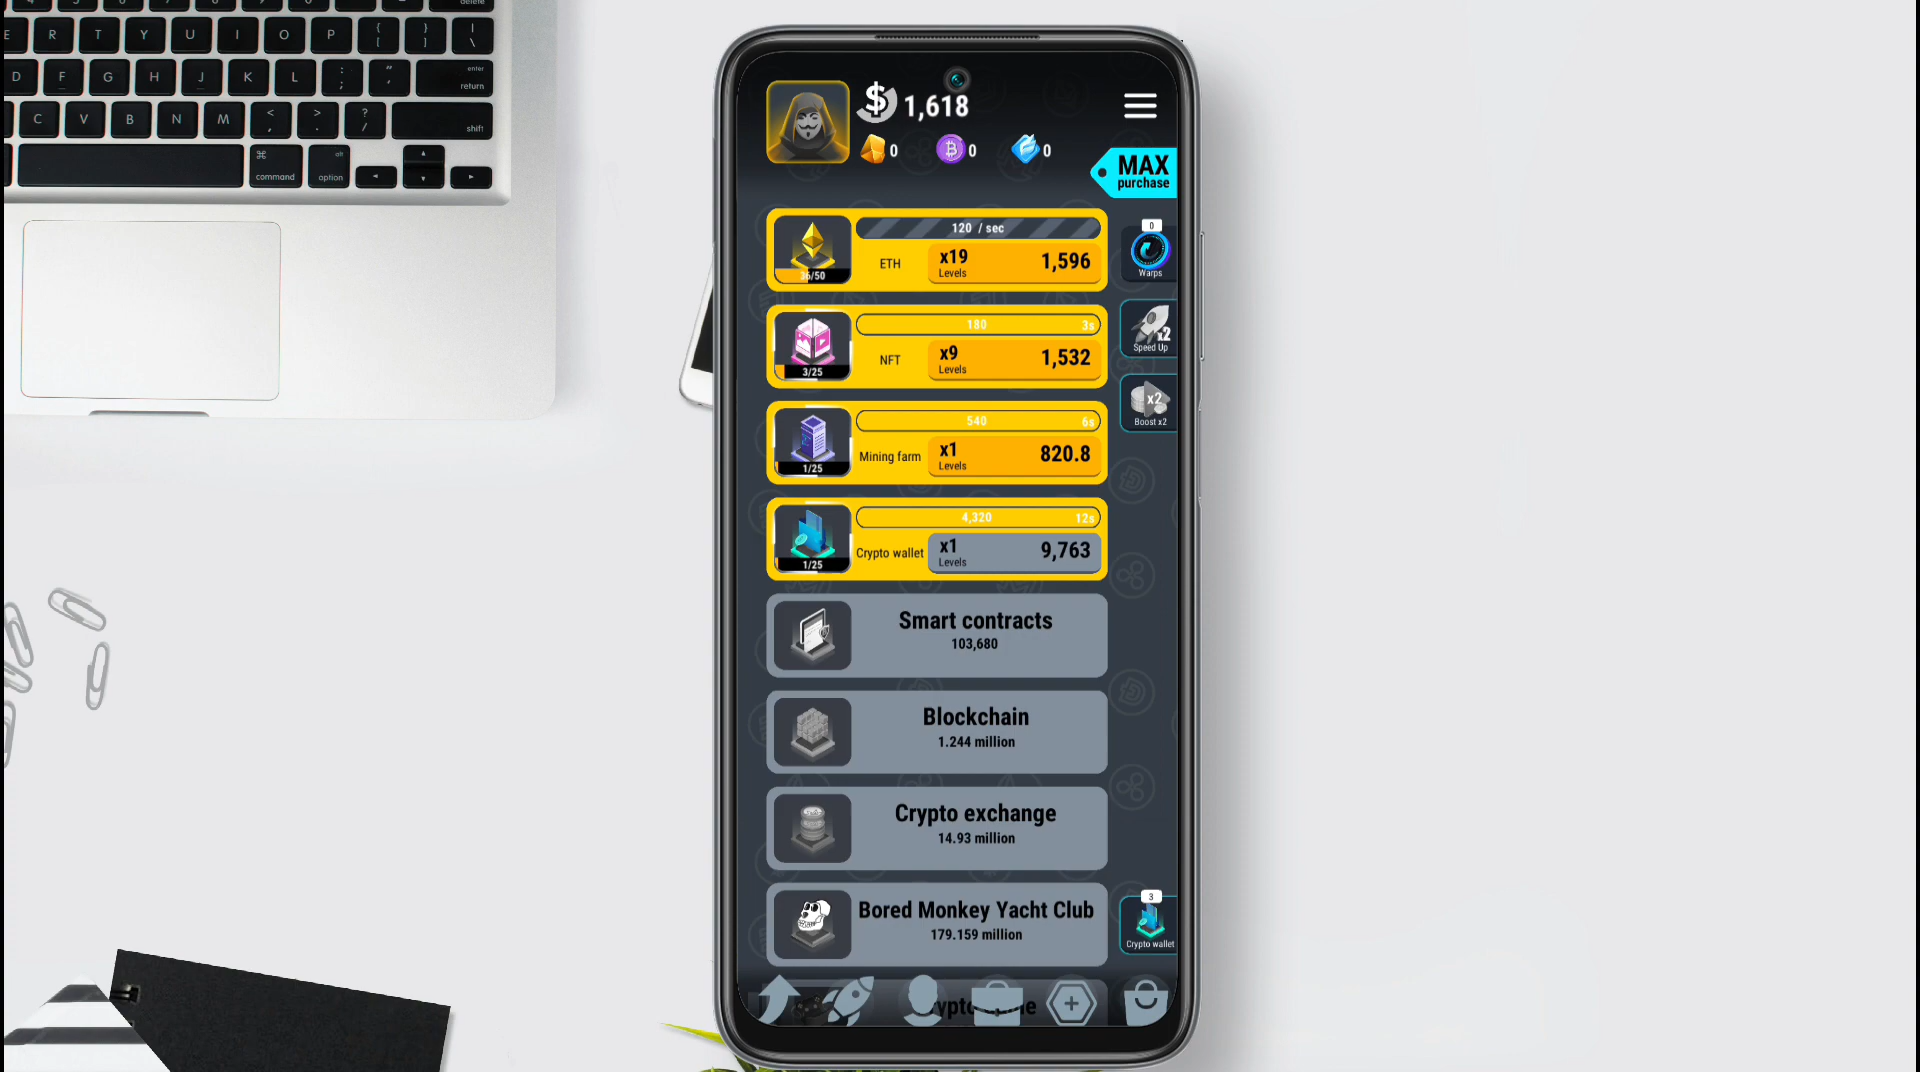 E R T Y U I O P { [ } ] | \
delete
D F G H J K L : ; " ' enter return
C V B N M < , > . ? / shift
⌘ command alt option
1,618
0 0 0
MAX
purchase
120 / sec
ETH x19 1,596
Levels
36/50
0
Warps
180 3s
NFT x9 1,532
Levels
3/25
x2
Speed Up
540 6s
Mining farm x1 820.8
Levels
1/25
x2
Boost x2
4,320 12s
Crypto wallet x1 9,763
Levels
1/25
Smart contracts
103,680
Blockchain
1.244 million
Crypto exchange
14.93 million
Bored Monkey Yacht Club
179.159 million
3
Crypto wallet